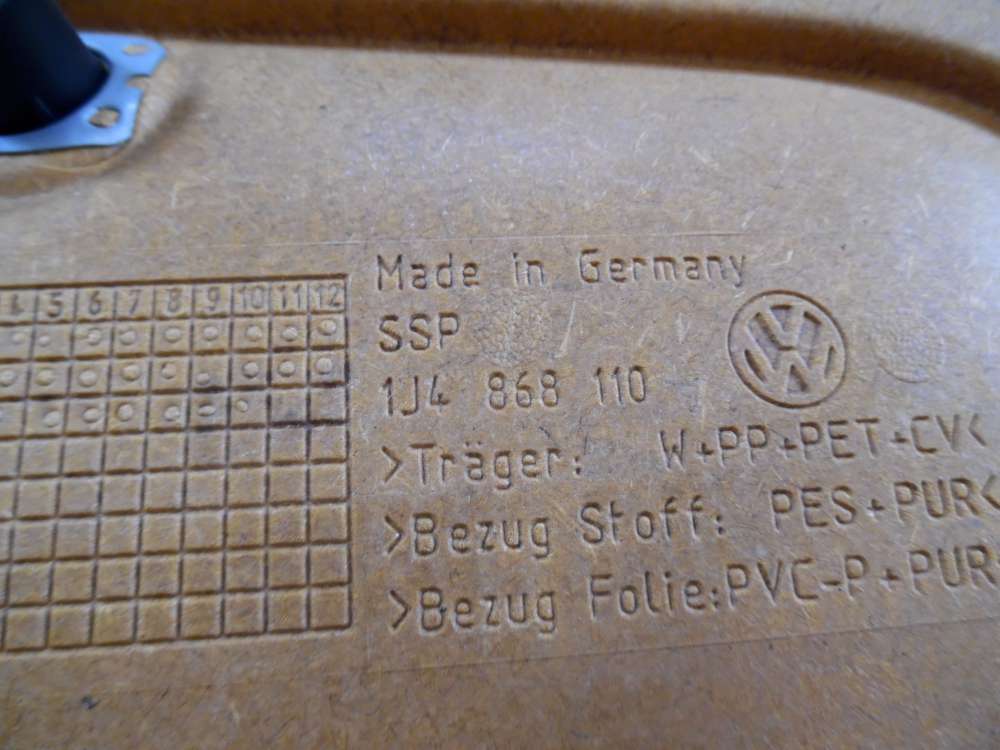 Made in Germany
SSP
1J4 868 110
>Träger: W+PP+PET+CV<
>Bezug Stoff: PES+PUR<
>Bezug Folie:PVC-P+PUR
4 5 6 7 8 9 10 11 12